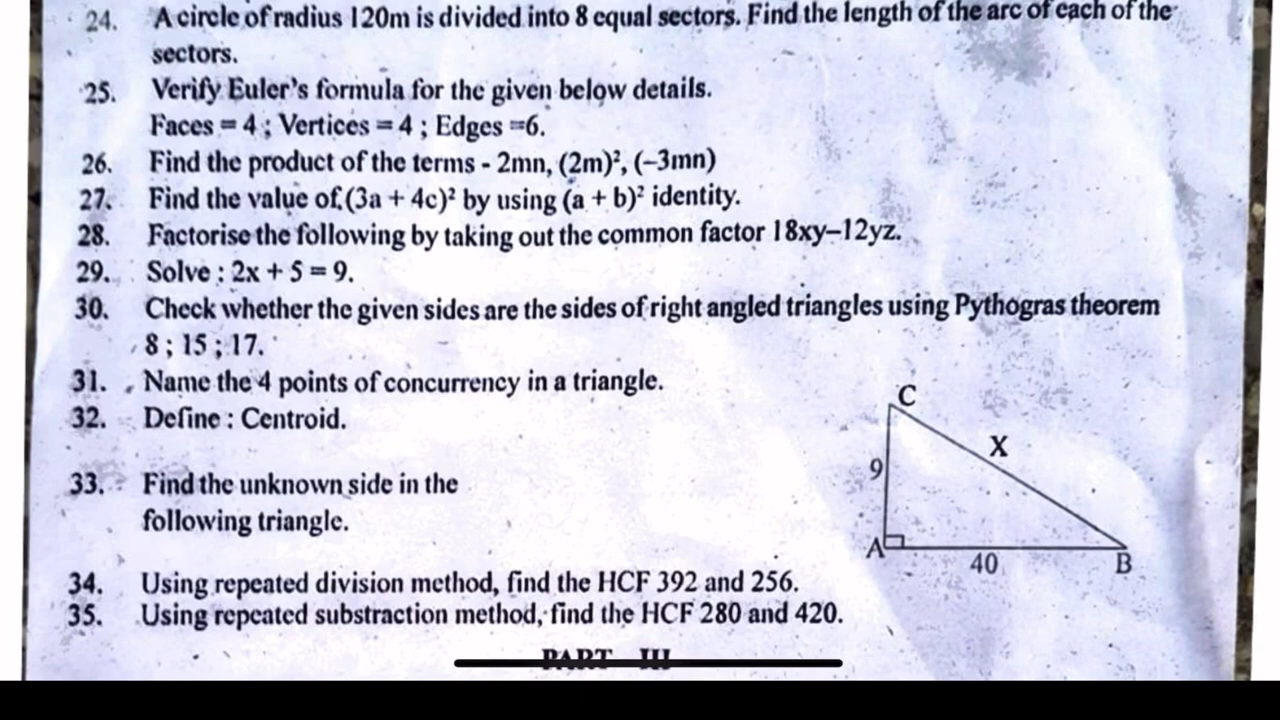 24. A circle of radius 120m is divided into 8 equal sectors. Find the length of the arc of each of the
sectors.
25. Verify Euler's formula for the given below details.
Faces = 4 ; Vertices = 4 ; Edges =6.
26. Find the product of the terms - 2mn, (2m)², (−3mn)
27. Find the value of (3a + 4c)² by using (a + b)² identity.
28. Factorise the following by taking out the common factor 18xy–12yz.
29. Solve : 2x + 5 = 9.
30. Check whether the given sides are the sides of right angled triangles using Pythogras theorem
8 ; 15 ; 17.
31. Name the 4 points of concurrency in a triangle.
32. Define : Centroid.
C
X
9
33. Find the unknown side in the
following triangle.
A
40
B
34. Using repeated division method, find the HCF 392 and 256.
35. Using repeated substraction method, find the HCF 280 and 420.
PART III